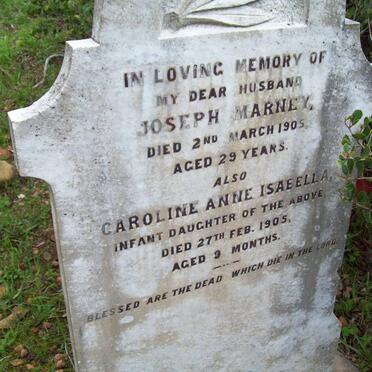 IN LOVING MEMORY OF
MY DEAR HUSBAND
JOSEPH MARNEY,
DIED 2ND MARCH 1905,
AGED 29 YEARS.
ALSO
CAROLINE ANNE ISABELLA,
INFANT DAUGHTER OF THE ABOVE
DIED 27TH FEB. 1905,
AGED 9 MONTHS.
BLESSED ARE THE DEAD WHICH DIE IN THE LORD.